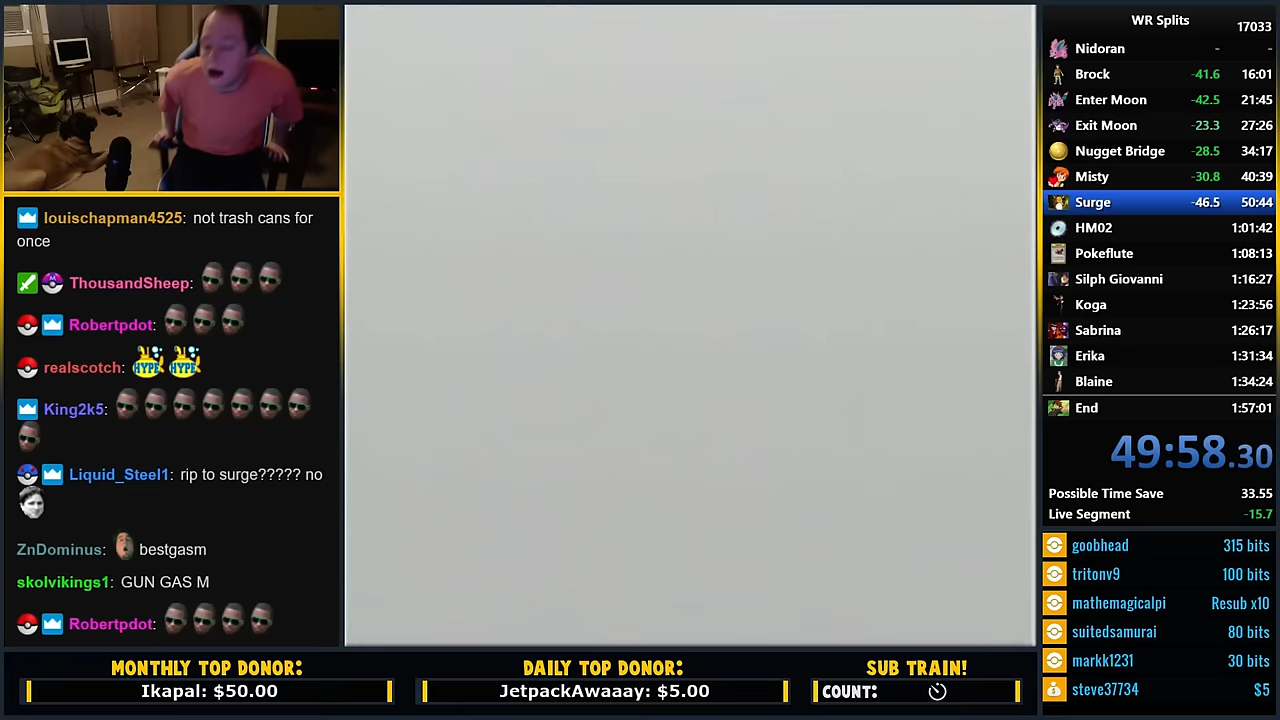 WR Splits
17033
Nidoran - -
Brock -41.6 16:01
Enter Moon -42.5 21:45
Exit Moon -23.3 27:26
Nugget Bridge -28.5 34:17
Misty -30.8 40:39
Surge -46.5 50:44
HM02 1:01:42
Pokeflute 1:08:13
Silph Giovanni 1:16:27
Koga 1:23:56
Sabrina 1:26:17
Erika 1:31:34
Blaine 1:34:24
End 1:57:01
49:58.30
Possible Time Save 33.55
Live Segment -15.7
goobhead 315 bits
tritonv9 100 bits
mathemagicalpi Resub x10
suitedsamurai 80 bits
markk1231 30 bits
steve37734 $5
louischapman4525: not trash cans for
once
ThousandSheep:
Robertpdot:
realscotch: HYPE HYPE
King2k5:
Liquid_Steel1: rip to surge????? no
ZnDominus: bestgasm
skolvikings1: GUN GAS M
Robertpdot:
MONTHLY TOP DONOR:
Ikapal: $50.00
DAILY TOP DONOR:
JetpackAwaaay: $5.00
SUB TRAIN!
COUNT: